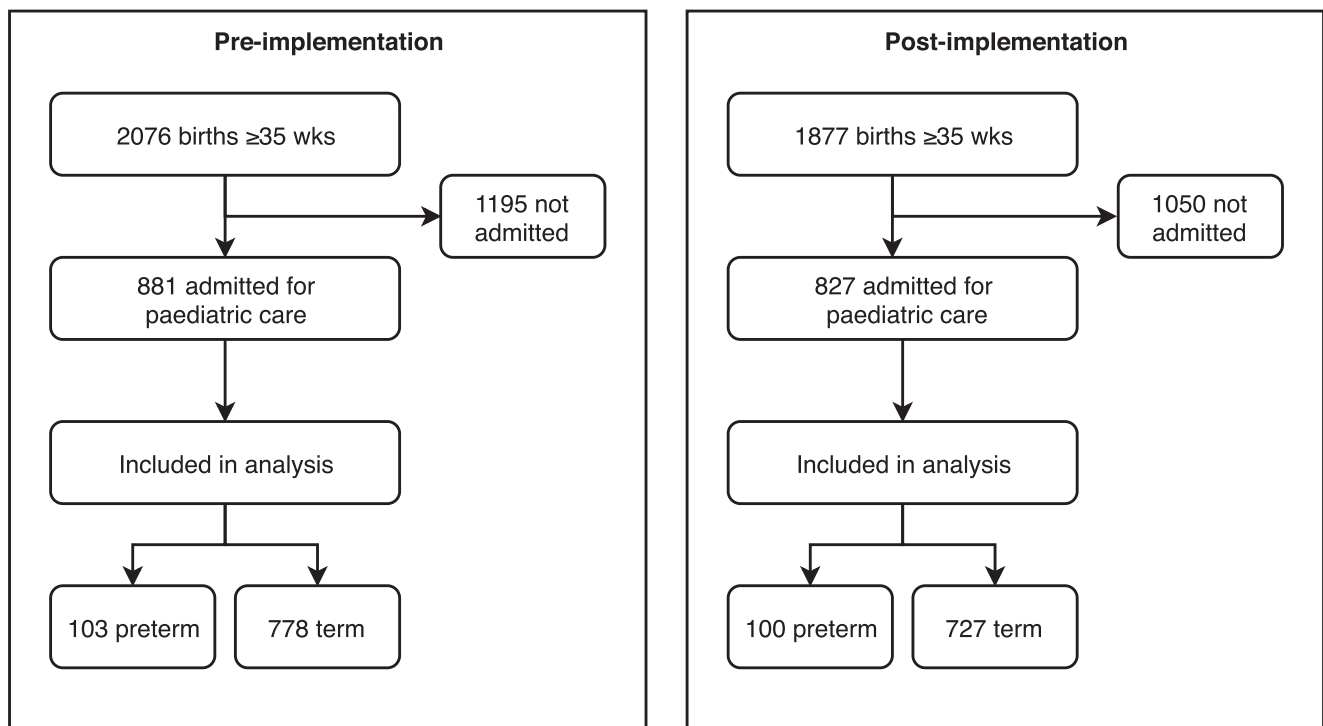 Pre-implementation
2076 births ≥35 wks
1195 not
admitted
881 admitted for
paediatric care
Included in analysis
103 preterm
778 term
Post-implementation
1877 births ≥35 wks
1050 not
admitted
827 admitted for
paediatric care
Included in analysis
100 preterm
727 term